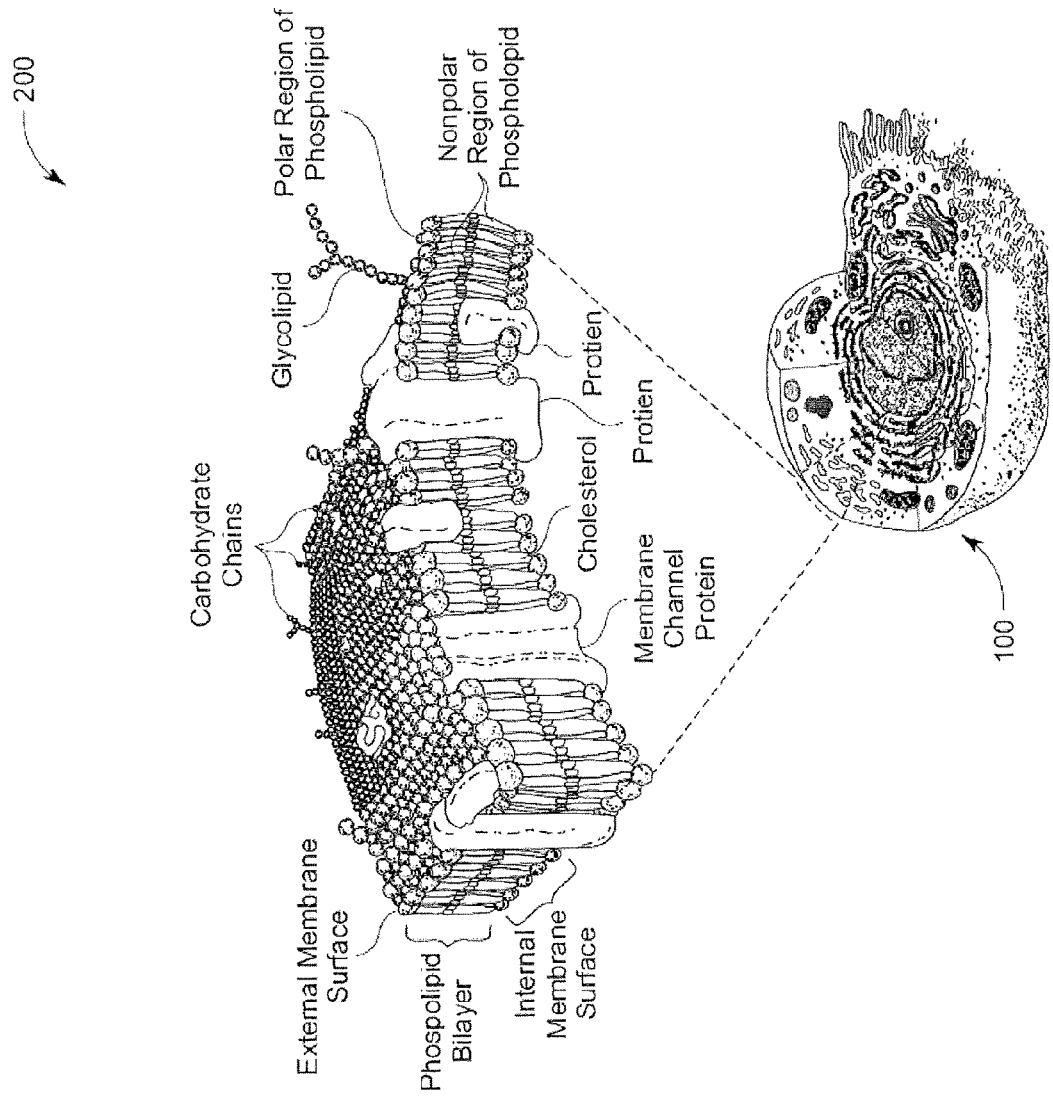 200
Carbohydrate
Chains
Glycolipid
Polar Region of
Phospholipid
External Membrane
Surface
Nonpolar
Region of
Phospholopid
Phospolipid
Bilayer
Internal
Membrane
Surface
Membrane
Channel
Protein
Cholesterol
Protien
Protien
100